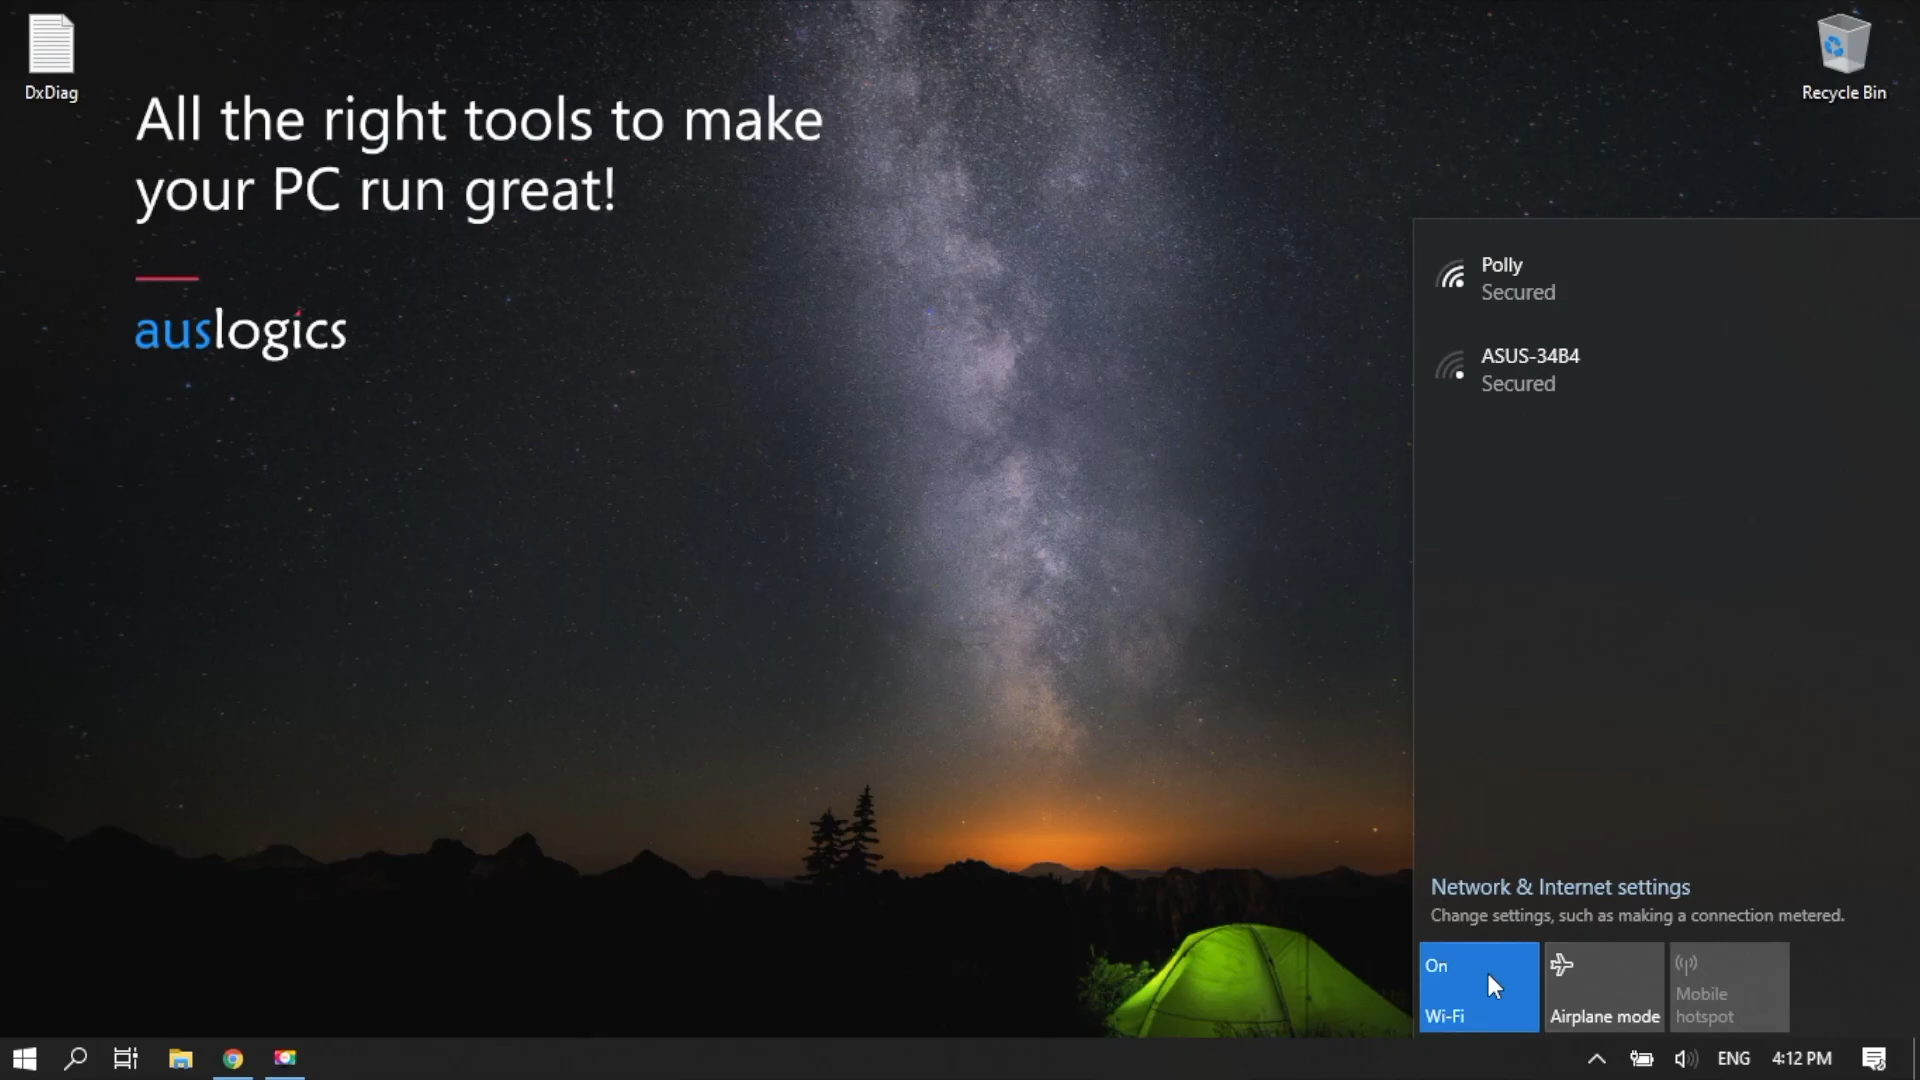 DxDiag
Recycle Bin
All the right tools to make
your PC run great!
auslogics
Polly
Secured
ASUS-34B4
Secured
Network & Internet settings
Change settings, such as making a connection metered.
On
Wi-Fi
Airplane mode
Mobile
hotspot
ENG
4:12 PM